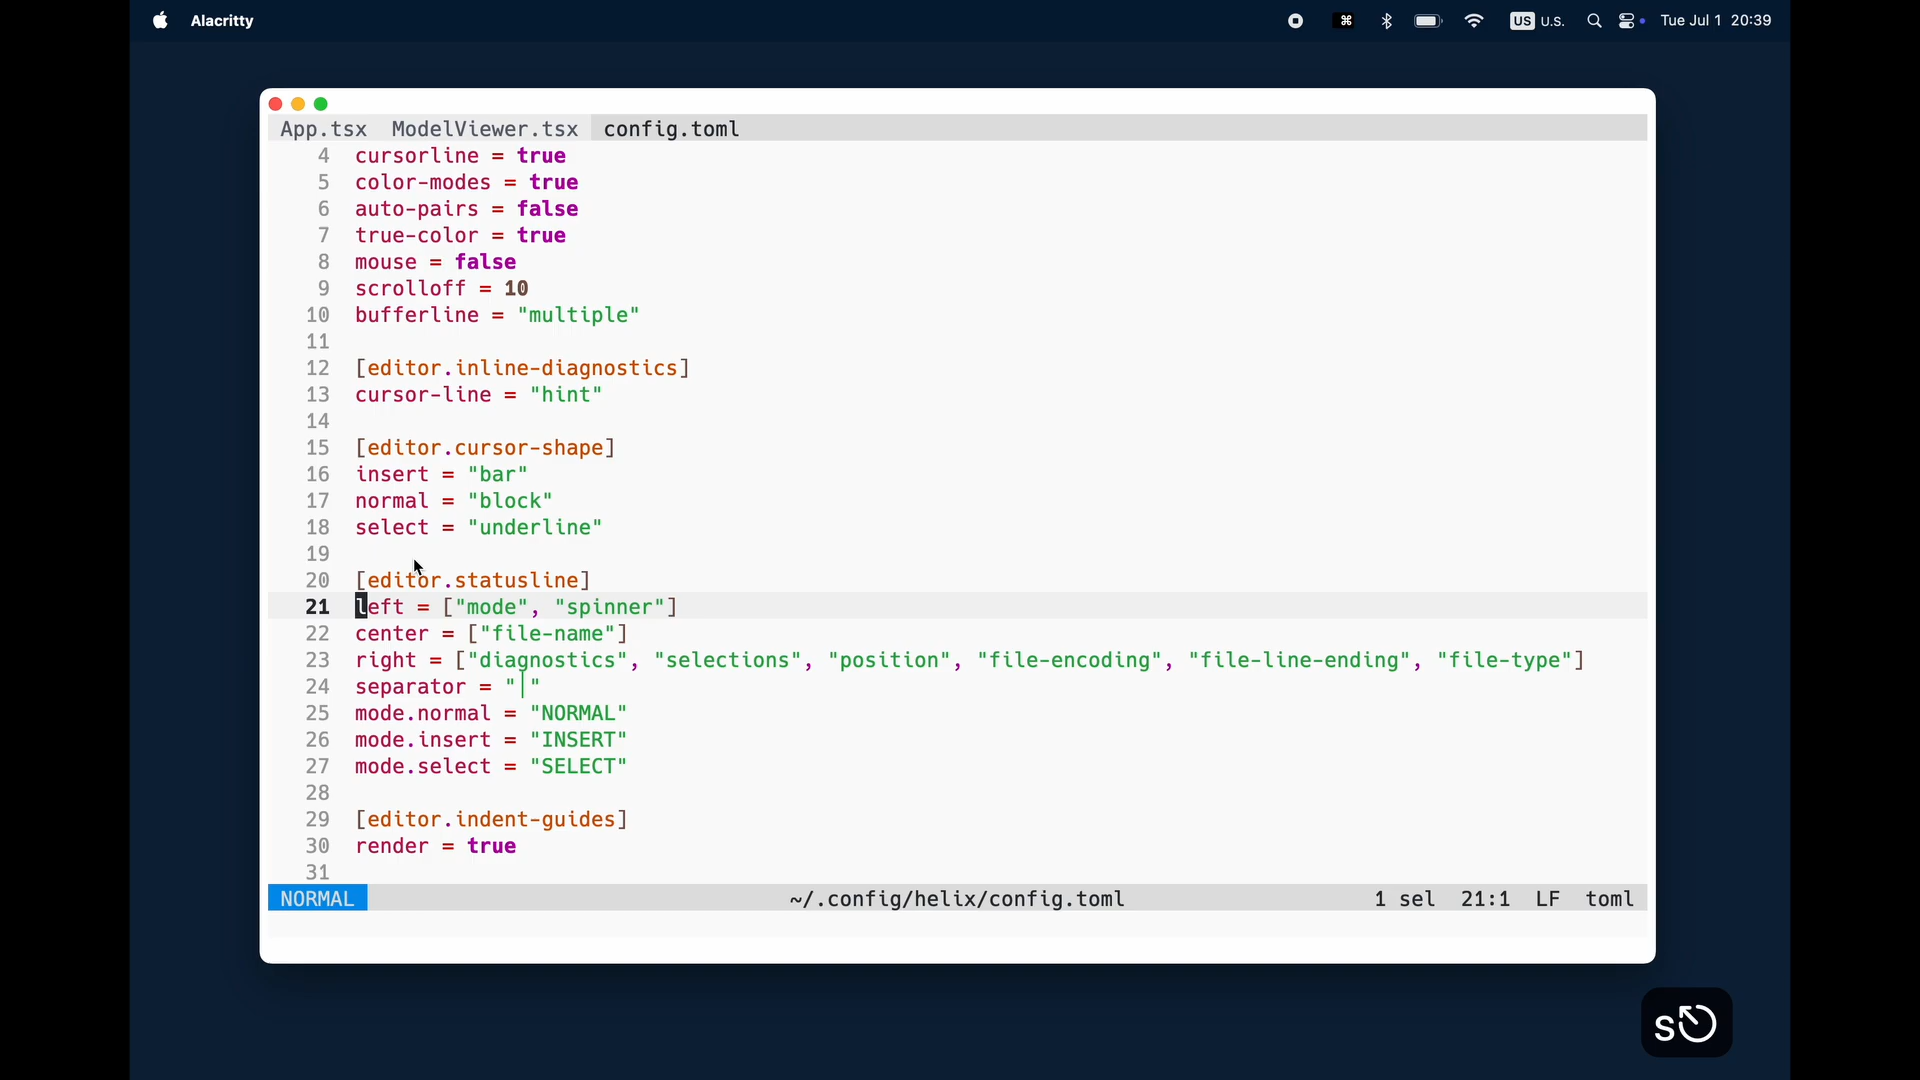 Alacritty
US U.S. Tue Jul 1 20:39
App.tsx ModelViewer.tsx config.toml
4 cursorline = true
5 color-modes = true
6 auto-pairs = false
7 true-color = true
8 mouse = false
9 scrolloff = 10
10 bufferline = "multiple"
11
12 [editor.inline-diagnostics]
13 cursor-line = "hint"
14
15 [editor.cursor-shape]
16 insert = "bar"
17 normal = "block"
18 select = "underline"
19
20 [editor.statusline]
21 left = ["mode", "spinner"]
22 center = ["file-name"]
23 right = ["diagnostics", "selections", "position", "file-encoding", "file-line-ending", "file-type"]
24 separator = "│"
25 mode.normal = "NORMAL"
26 mode.insert = "INSERT"
27 mode.select = "SELECT"
28
29 [editor.indent-guides]
30 render = true
31
NORMAL ~/.config/helix/config.toml 1 sel 21:1 LF toml
s⎋